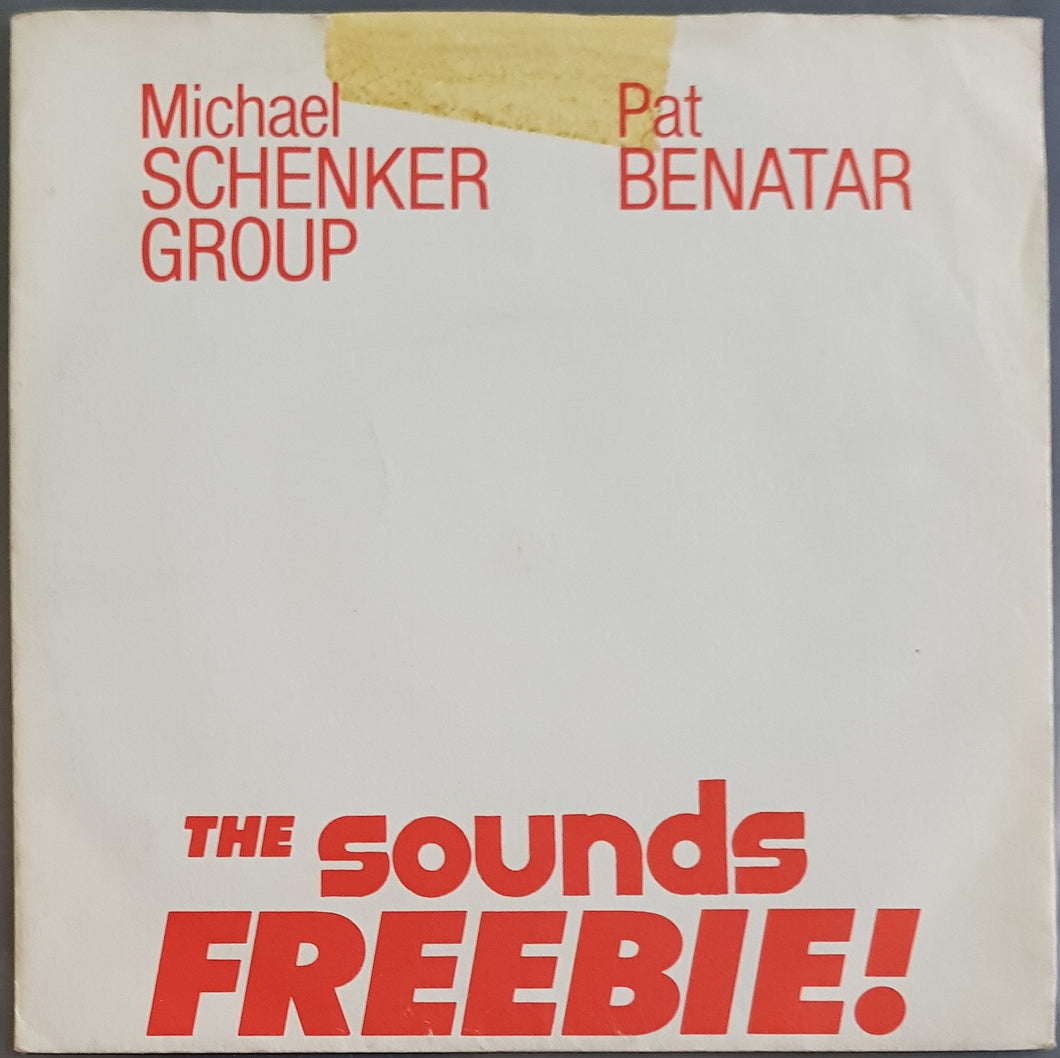 Michael
SCHENKER
GROUP
Pat
BENATAR
THE sounds
FREEBIE!